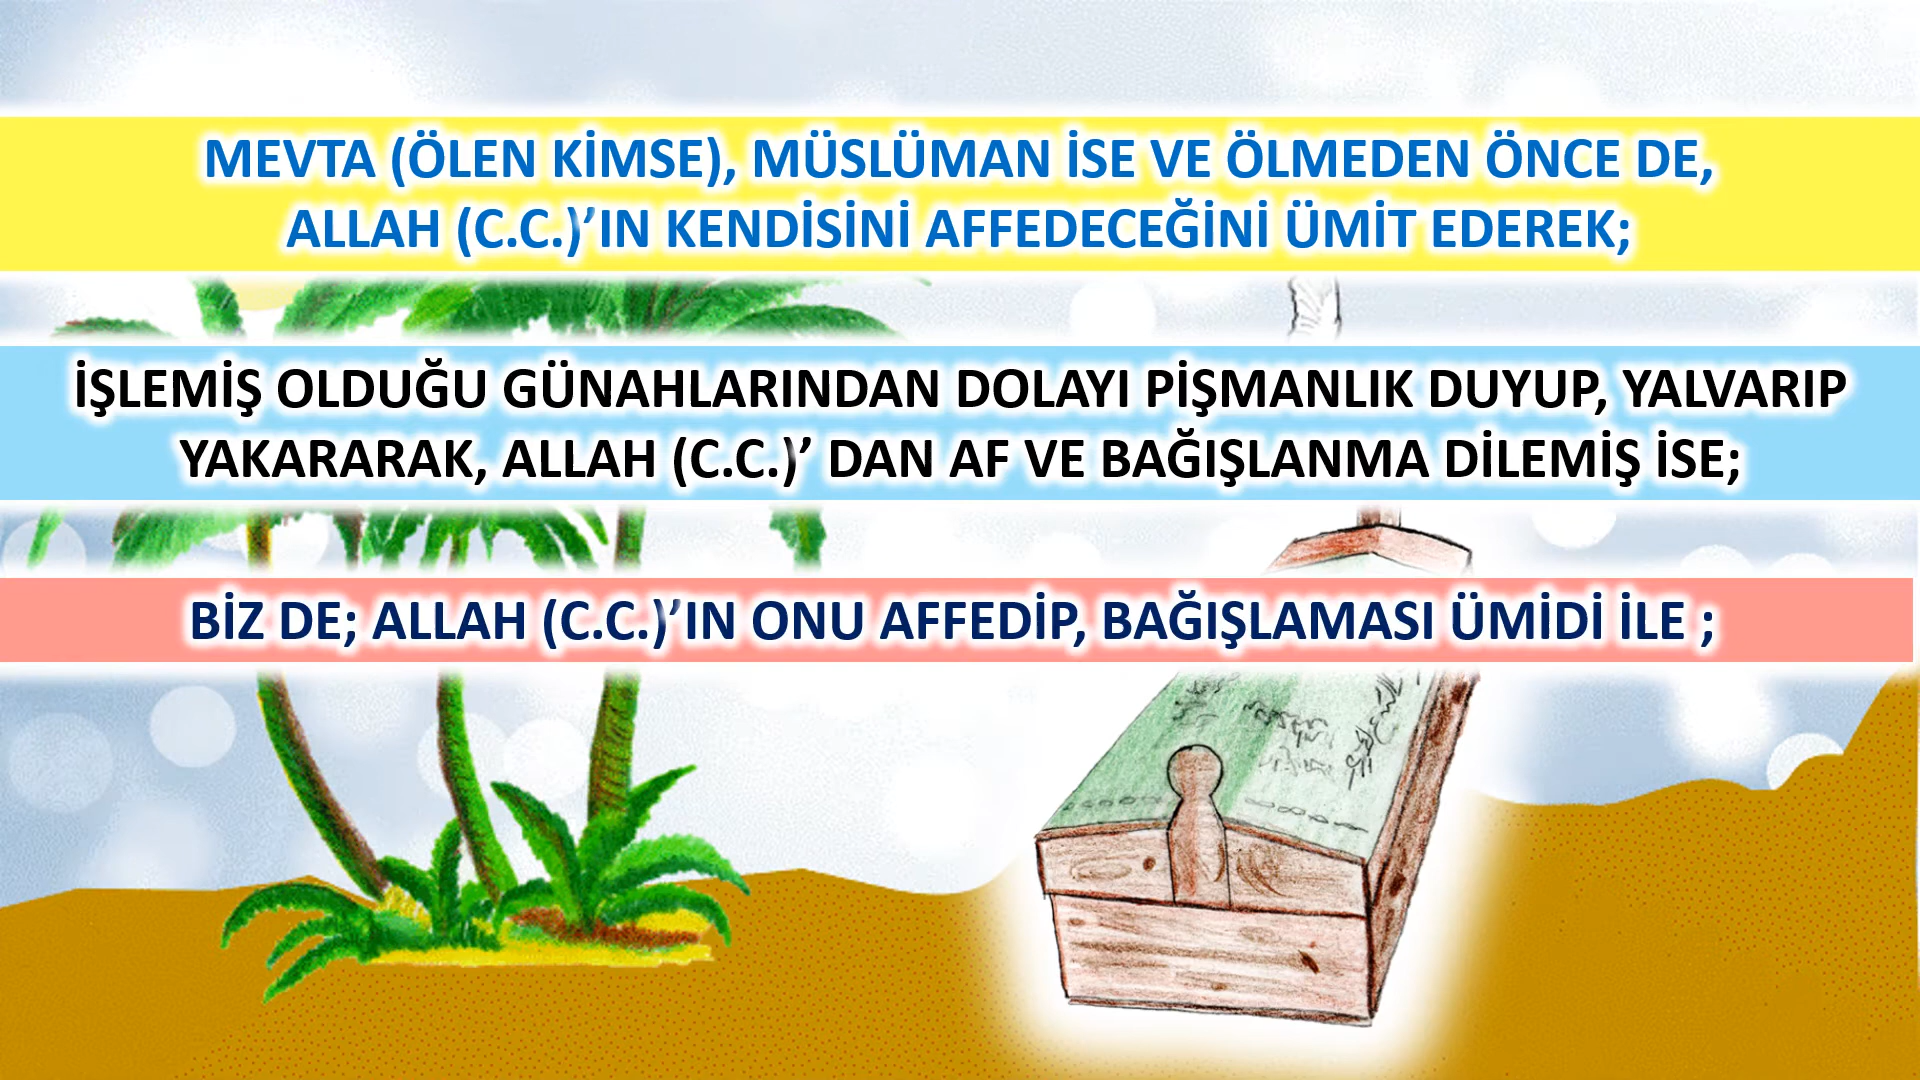 MEVTA (ÖLEN KİMSE), MÜSLÜMAN İSE VE ÖLMEDEN ÖNCE DE,
ALLAH (C.C.)’IN KENDİSİNİ AFFEDECEĞİNİ ÜMİT EDEREK;
İŞLEMİŞ OLDUĞU GÜNAHLARINDAN DOLAYI PİŞMANLIK DUYUP, YALVARIP
YAKARARAK, ALLAH (C.C.)’ DAN AF VE BAĞIŞLANMA DİLEMİŞ İSE;
BİZ DE; ALLAH (C.C.)’IN ONU AFFEDİP, BAĞIŞLAMASI ÜMİDİ İLE ;